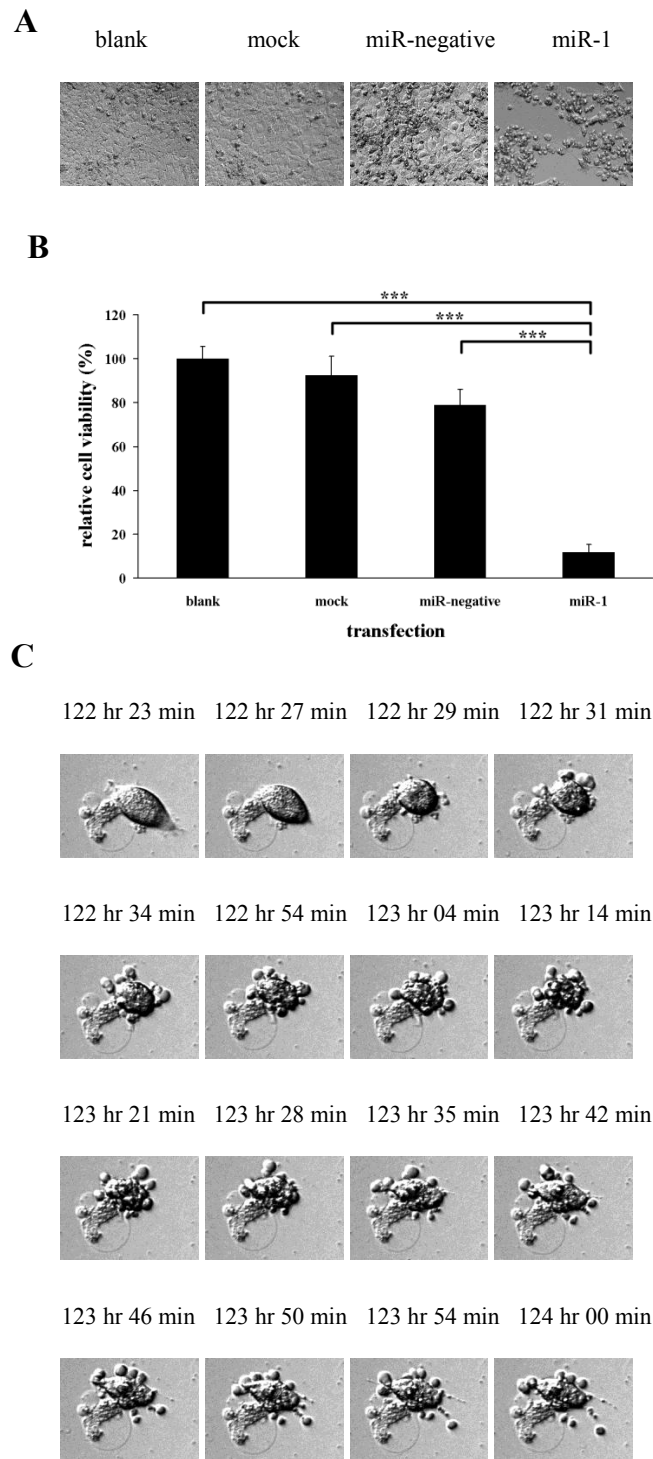 A
blank mock miR-negative miR-1
B
***
***
***
120
100
80
60
40
20
0
relative cell viability (%)
blank mock miR-negative miR-1
transfection
C
122 hr 23 min 122 hr 27 min 122 hr 29 min 122 hr 31 min
122 hr 34 min 122 hr 54 min 123 hr 04 min 123 hr 14 min
123 hr 21 min 123 hr 28 min 123 hr 35 min 123 hr 42 min
123 hr 46 min 123 hr 50 min 123 hr 54 min 124 hr 00 min